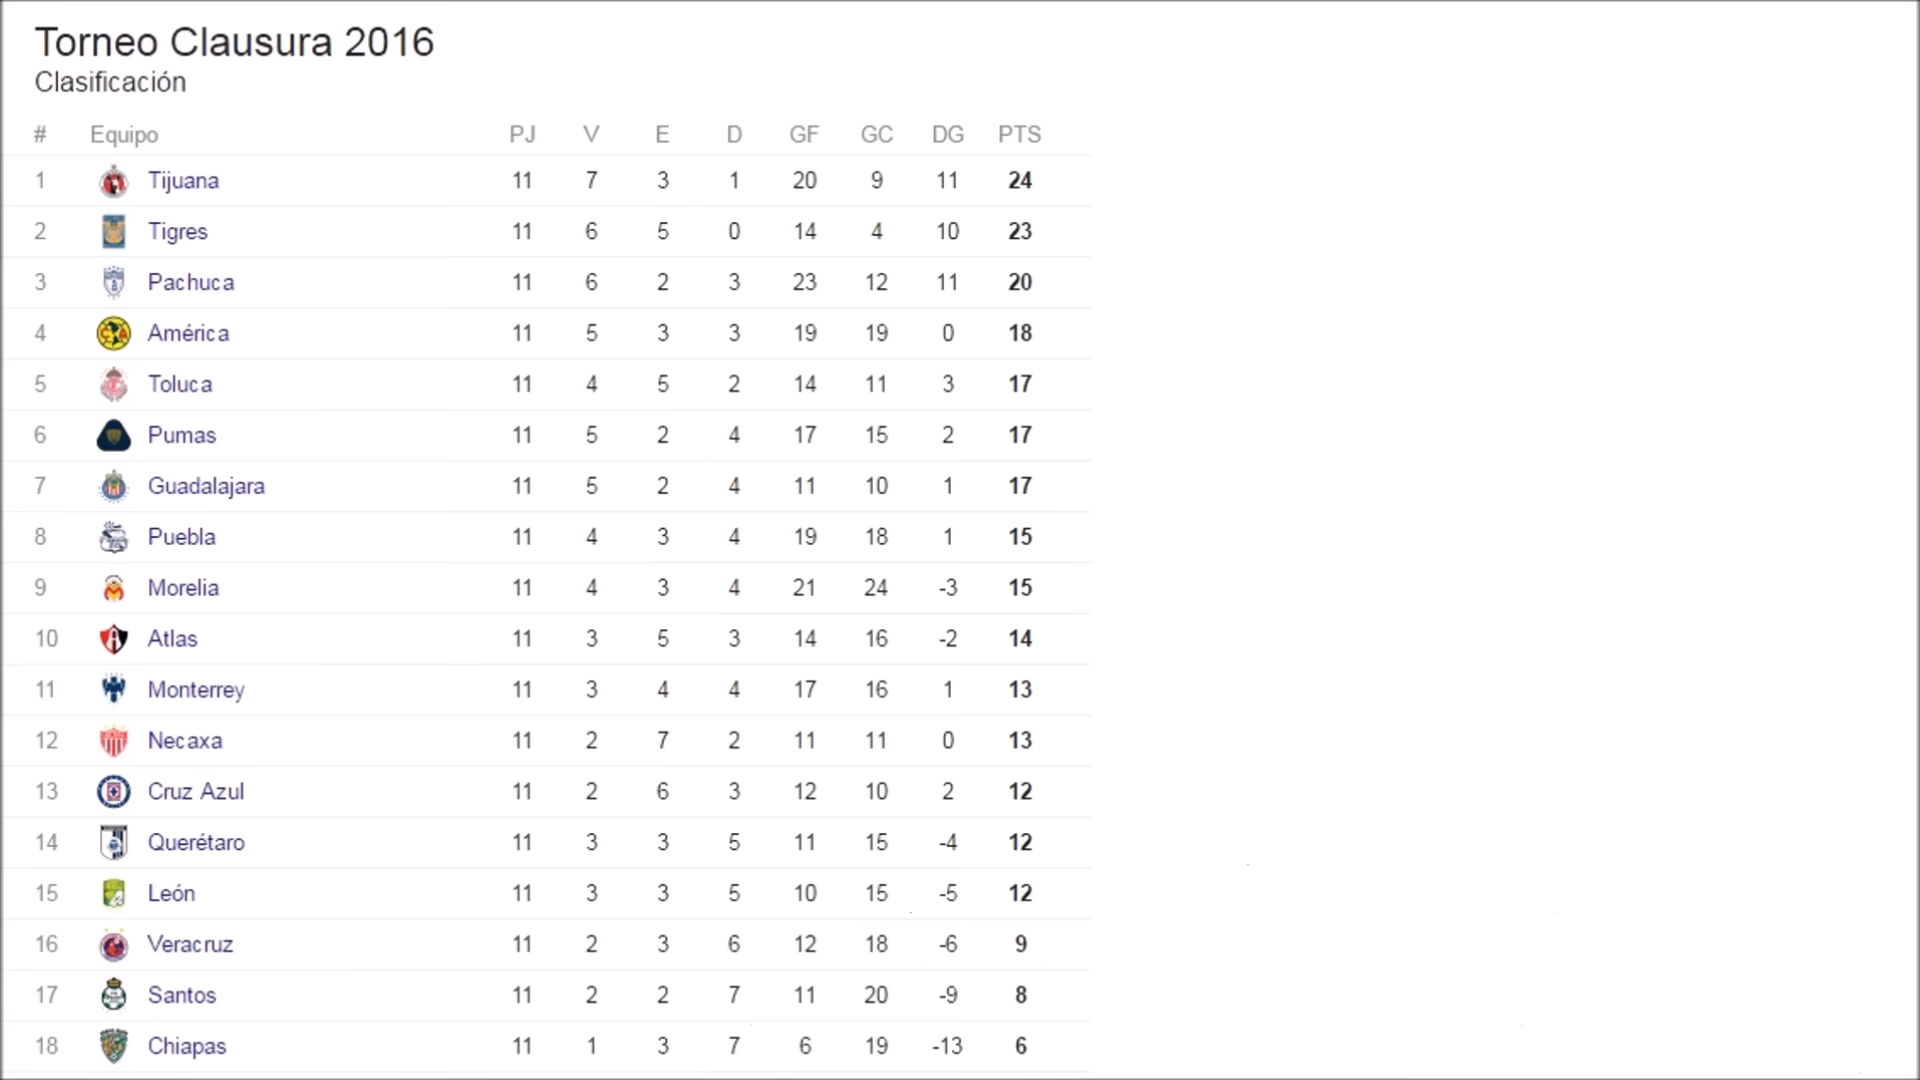 Torneo Clausura 2016
Clasificación
# Equipo PJ V E D GF GC DG PTS
1 Tijuana 11 7 3 1 20 9 11 24
2 Tigres 11 6 5 0 14 4 10 23
3 Pachuca 11 6 2 3 23 12 11 20
4 América 11 5 3 3 19 19 0 18
5 Toluca 11 4 5 2 14 11 3 17
6 Pumas 11 5 2 4 17 15 2 17
7 Guadalajara 11 5 2 4 11 10 1 17
8 Puebla 11 4 3 4 19 18 1 15
9 Morelia 11 4 3 4 21 24 -3 15
10 Atlas 11 3 5 3 14 16 -2 14
11 Monterrey 11 3 4 4 17 16 1 13
12 Necaxa 11 2 7 2 11 11 0 13
13 Cruz Azul 11 2 6 3 12 10 2 12
14 Querétaro 11 3 3 5 11 15 -4 12
15 León 11 3 3 5 10 15 -5 12
16 Veracruz 11 2 3 6 12 18 -6 9
17 Santos 11 2 2 7 11 20 -9 8
18 Chiapas 11 1 3 7 6 19 -13 6